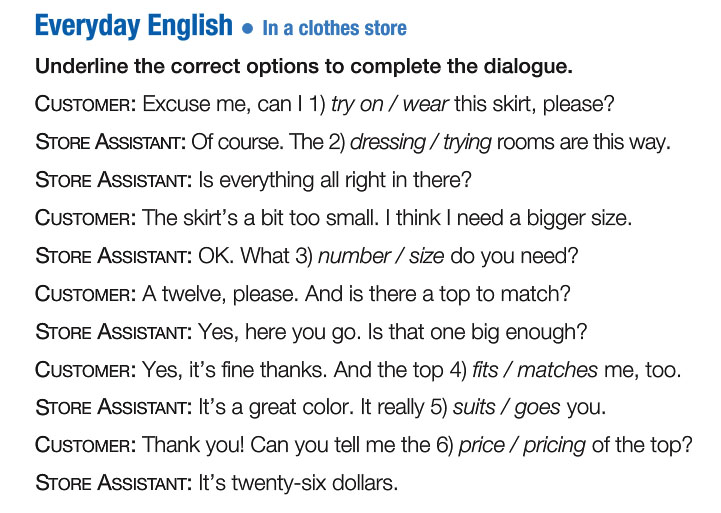 Everyday English • In a clothes store
Underline the correct options to complete the dialogue.
CUSTOMER: Excuse me, can I 1) try on / wear this skirt, please?
STORE ASSISTANT: Of course. The 2) dressing / trying rooms are this way.
STORE ASSISTANT: Is everything all right in there?
CUSTOMER: The skirt's a bit too small. I think I need a bigger size.
STORE ASSISTANT: OK. What 3) number / size do you need?
CUSTOMER: A twelve, please. And is there a top to match?
STORE ASSISTANT: Yes, here you go. Is that one big enough?
CUSTOMER: Yes, it's fine thanks. And the top 4) fits / matches me, too.
STORE ASSISTANT: It's a great color. It really 5) suits / goes you.
CUSTOMER: Thank you! Can you tell me the 6) price / pricing of the top?
STORE ASSISTANT: It's twenty-six dollars.